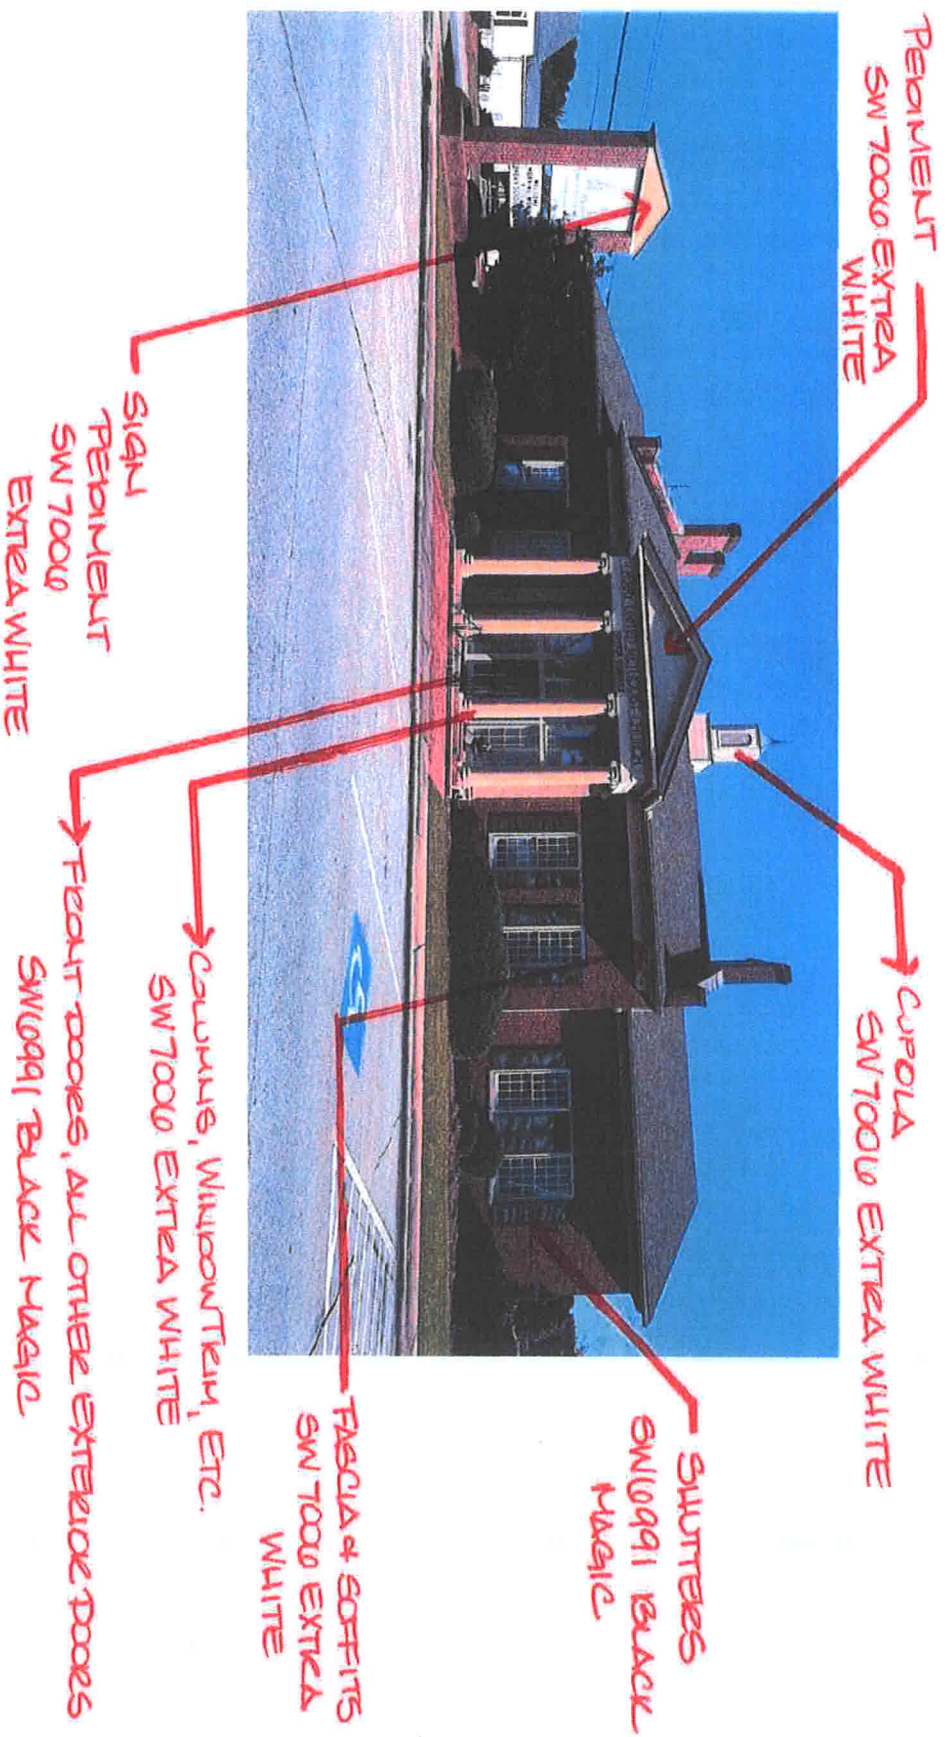 PEDIMENT
SW 7006 EXTRA
WHITE
CUPOLA
SW 7006 EXTRA WHITE
SHUTTERS
SW6991 BLACK
MAGIC
FASCIA & SOFFITS
SW 7006 EXTRA
WHITE
SIGN
PEDIMENT
SW 7006
EXTRA WHITE
COLUMNS, WINDOW TRIM, ETC.
SW 7006 EXTRA WHITE
FRONT DOORS, ALL OTHER EXTERIOR DOORS
SW6991 BLACK MAGIC